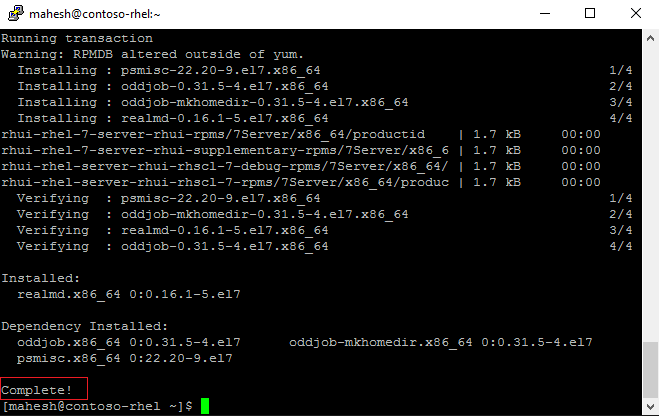 mahesh@contoso-rhel:~
Running transaction
Warning: RPMDB altered outside of yum.
  Installing : psmisc-22.20-9.el7.x86_64                                    1/4
  Installing : oddjob-0.31.5-4.el7.x86_64                                   2/4
  Installing : oddjob-mkhomedir-0.31.5-4.el7.x86_64                         3/4
  Installing : realmd-0.16.1-5.el7.x86_64                                   4/4
rhui-rhel-7-server-rhui-rpms/7Server/x86_64/productid    | 1.7 kB     00:00
rhui-rhel-7-server-rhui-supplementary-rpms/7Server/x86_6 | 1.7 kB     00:00
rhui-rhel-server-rhui-rhscl-7-debug-rpms/7Server/x86_64/ | 1.7 kB     00:00
rhui-rhel-server-rhui-rhscl-7-rpms/7Server/x86_64/produc | 1.7 kB     00:00
  Verifying  : psmisc-22.20-9.el7.x86_64                                    1/4
  Verifying  : oddjob-mkhomedir-0.31.5-4.el7.x86_64                         2/4
  Verifying  : realmd-0.16.1-5.el7.x86_64                                   3/4
  Verifying  : oddjob-0.31.5-4.el7.x86_64                                   4/4
Installed:
  realmd.x86_64 0:0.16.1-5.el7
Dependency Installed:
  oddjob.x86_64 0:0.31.5-4.el7      oddjob-mkhomedir.x86_64 0:0.31.5-4.el7
  psmisc.x86_64 0:22.20-9.el7
Complete!
[mahesh@contoso-rhel ~]$